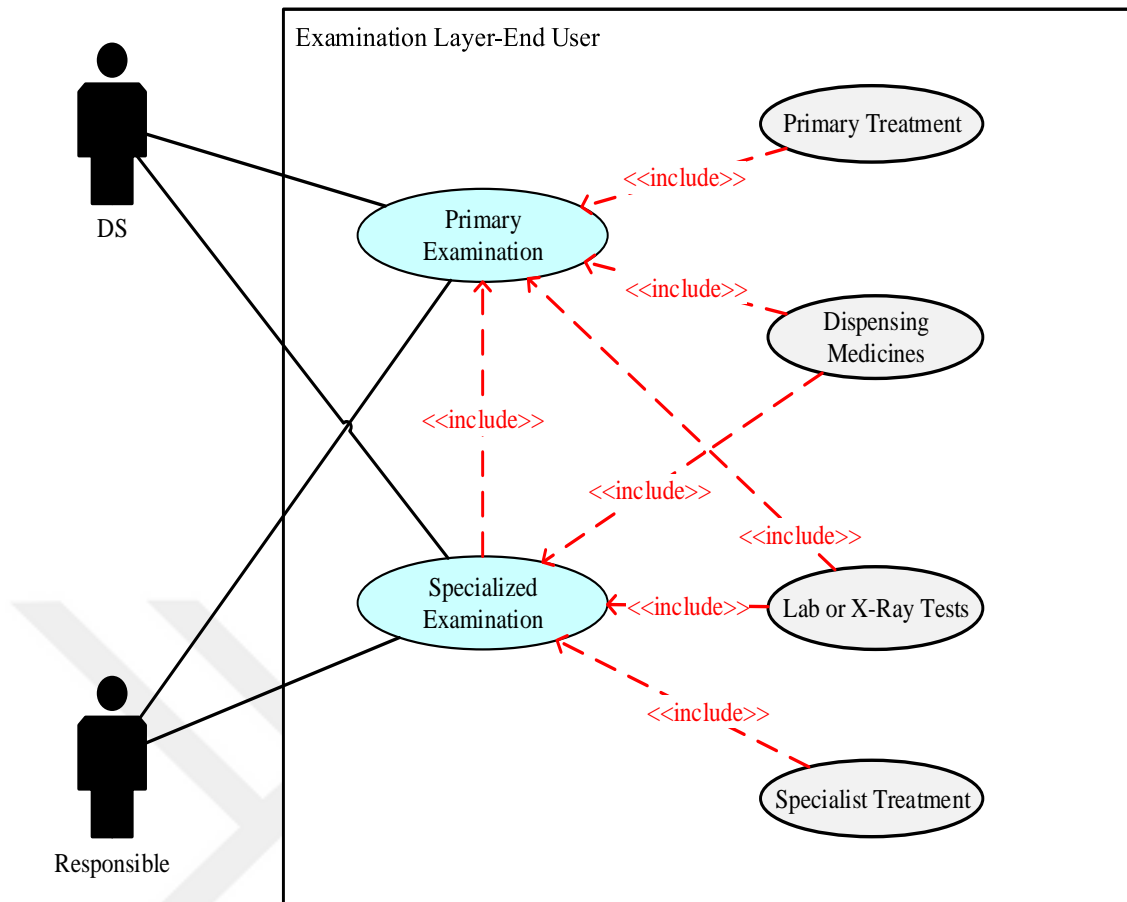 Examination Layer-End User
Primary Treatment
<<include>>
DS
Primary
Examination
<<include>>
Dispensing
Medicines
<<include>>
<<include>>
<<include>>
Specialized
Examination
<<include>>
Lab or X-Ray Tests
<<include>>
Specialist Treatment
Responsible